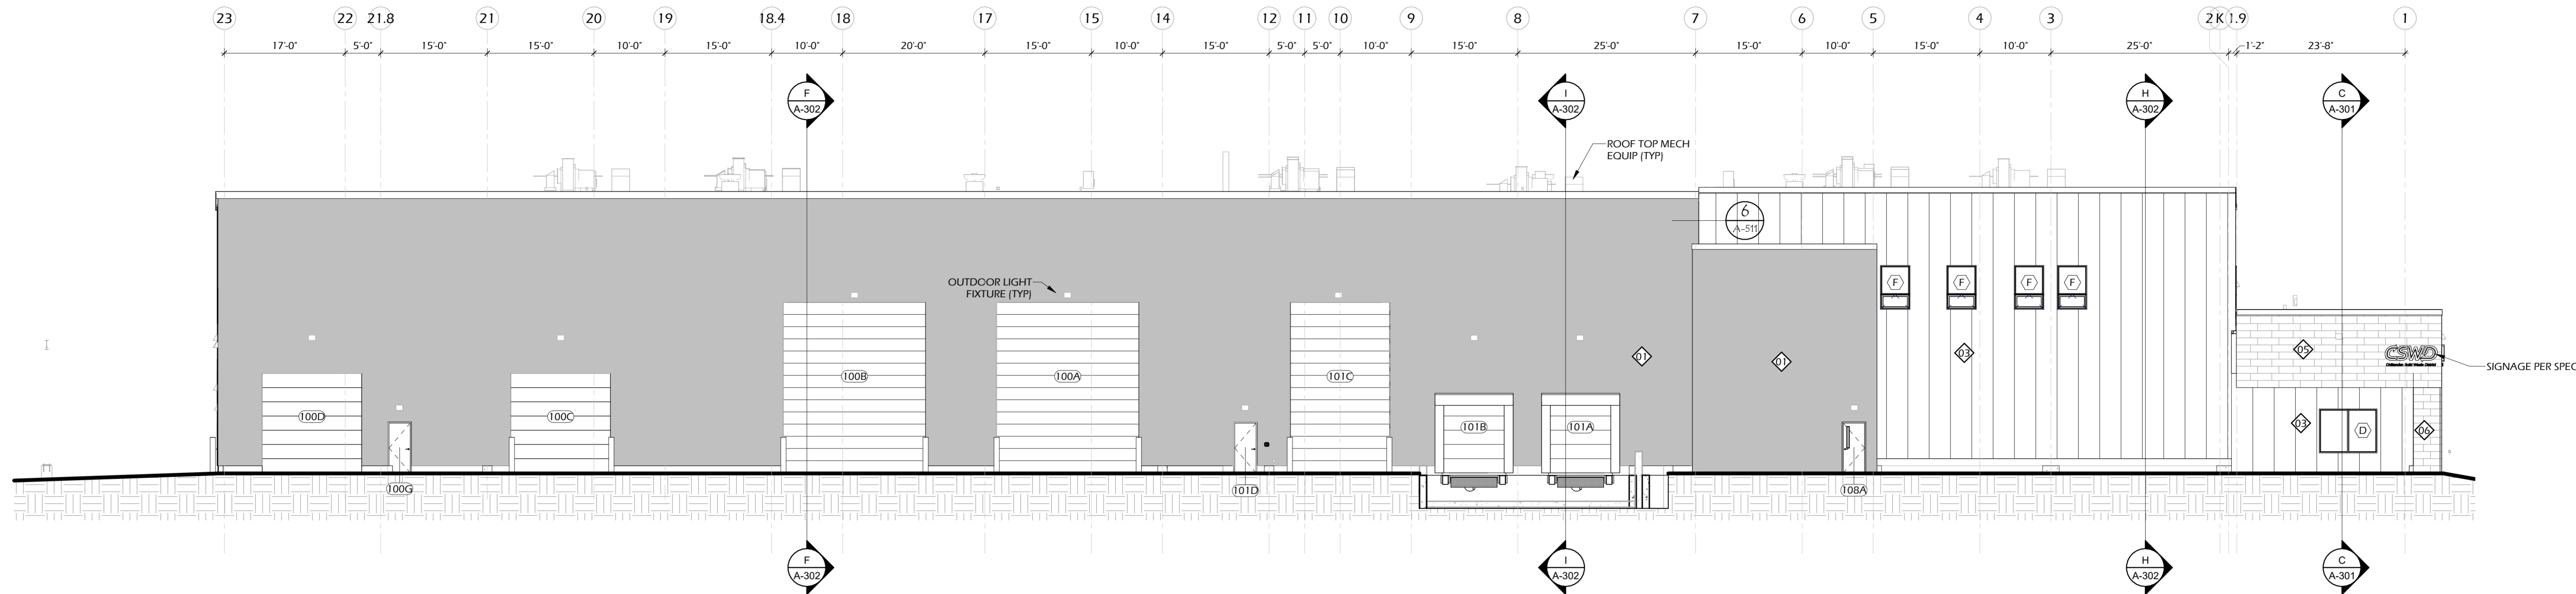 23 22 21.8 21 20 19 18.4 18 17 15 14 12 11 10 9 8 7 6 5 4 3 2 K 1.9 1
17'-0" 5'-0" 15'-0" 15'-0" 10'-0" 15'-0" 10'-0" 20'-0" 15'-0" 10'-0" 15'-0" 5'-0" 5'-0" 10'-0" 15'-0" 25'-0" 15'-0" 10'-0" 15'-0" 10'-0" 25'-0" 1'-2" 23'-8"
F
A-302
I
A-302
H
A-302
C
A-301
ROOF TOP MECH
EQUIP (TYP)
6
A-511
OUTDOOR LIGHT
FIXTURE (TYP)
F F F F
01 01 03 05
CSWD
Chittenden Solid Waste District
SIGNAGE PER SPEC
100B 100A 101C
100D 100C 101B 101A 03 D 06
100G 101D 108A
F
A-302
I
A-302
H
A-302
C
A-301